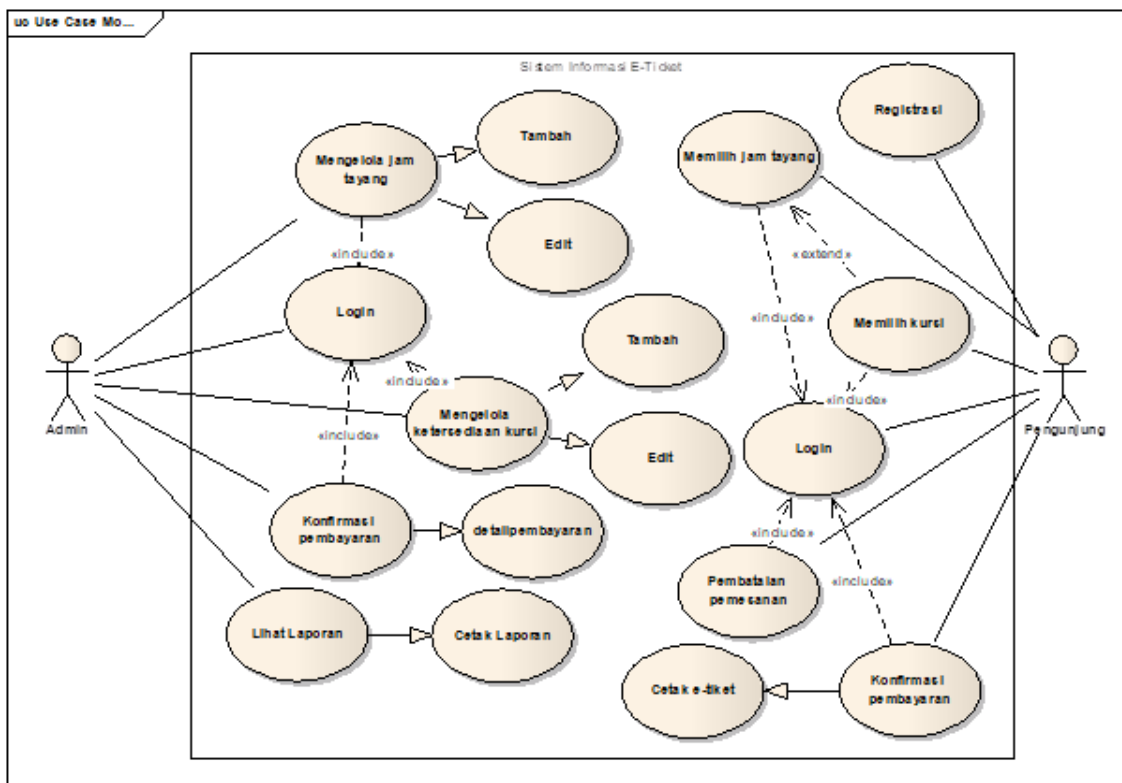 uc Use Case Mo...
Sistem Informasi E-Ticket
Registrasi
Tambah
Memilih jam tayang
Mengelola jam
tayang
Edit
«include»
«extend»
Login
«include»
Memilih kursi
Tambah
«include»
«include»
Admin
Pengunjung
Mengelola
ketersediaan kursi
«include»
Login
Edit
Konfirmasi
pembayaran
detailpembayaran
«include»
Pembatalan
pemesanan
«include»
Lihat Laporan
Cetak Laporan
Cetak e-tiket
Konfirmasi
pembayaran